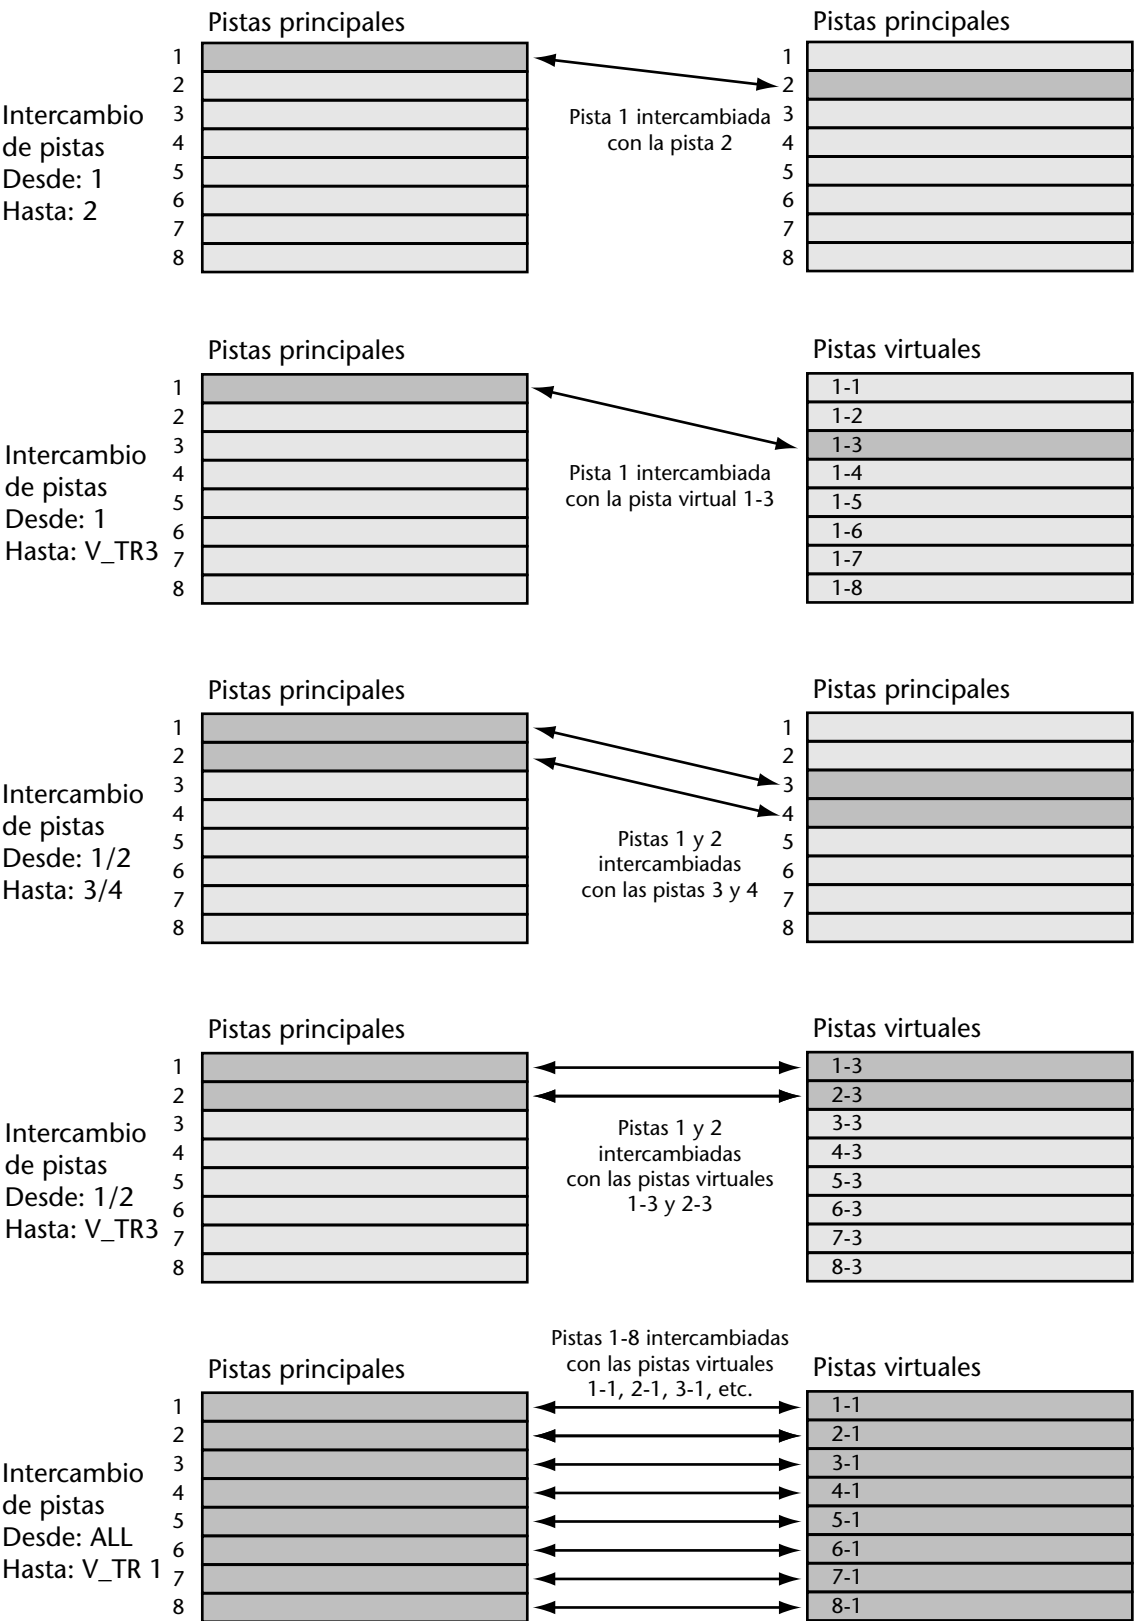 Pistas principales
Pistas principales
Intercambio
de pistas
Desde: 1
Hasta: 2
1
2
3
4
5
6
7
8
Pista 1 intercambiada
con la pista 2
1
2
3
4
5
6
7
8
Pistas principales
Pistas virtuales
Intercambio
de pistas
Desde: 1
Hasta: V_TR3
1
2
3
4
5
6
7
8
Pista 1 intercambiada
con la pista virtual 1-3
1-1
1-2
1-3
1-4
1-5
1-6
1-7
1-8
Pistas principales
Pistas principales
Intercambio
de pistas
Desde: 1/2
Hasta: 3/4
1
2
3
4
5
6
7
8
Pistas 1 y 2
intercambiadas
con las pistas 3 y 4
1
2
3
4
5
6
7
8
Pistas principales
Pistas virtuales
Intercambio
de pistas
Desde: 1/2
Hasta: V_TR3
1
2
3
4
5
6
7
8
Pistas 1 y 2
intercambiadas
con las pistas virtuales
1-3 y 2-3
1-3
2-3
3-3
4-3
5-3
6-3
7-3
8-3
Pistas principales
Pistas 1-8 intercambiadas
con las pistas virtuales
1-1, 2-1, 3-1, etc.
Pistas virtuales
Intercambio
de pistas
Desde: ALL
Hasta: V_TR 1
1
2
3
4
5
6
7
8
1-1
2-1
3-1
4-1
5-1
6-1
7-1
8-1